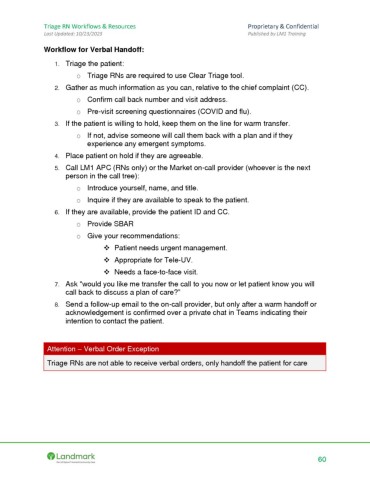 Triage RN Workflows & Resources Proprietary & Confidential
Last Updated: 10/23/2020 Published by LM1 Training
Workflow for Verbal Handoff:
1. Triage the patient:
o Triage RNs are required to use Clear Triage tool.
2. Gather as much information as you can, relative to the chief complaint (CC).
o Confirm call back number and visit address.
o Pre-visit screening questionnaires (COVID and flu).
3. If the patient is willing to hold, keep them on the line for warm transfer.
o If not, advise someone will call them back with a plan and if they
experience any emergent symptoms.
4. Place patient on hold if they are agreeable.
5. Call LM1 APC (RNs only) or the Market on-call provider (whoever is the next
person in the call tree):
o Introduce yourself, name, and title.
o Inquire if they are available to speak to the patient.
6. If they are available, provide the patient ID and CC.
o Provide SBAR
o Give your recommendations:
❖ Patient needs urgent management.
❖ Appropriate for Tele-UV.
❖ Needs a face-to-face visit.
7. Ask “would you like me transfer the call to you now or let patient know you will
call back to discuss a plan of care?”
8. Send a follow-up email to the on-call provider, but only after a warm handoff or
acknowledgement is confirmed over a private chat in Teams indicating their
intention to contact the patient.
Attention – Verbal Order Exception
Triage RNs are not able to receive verbal orders, only handoff the patient for care
Landmark
60